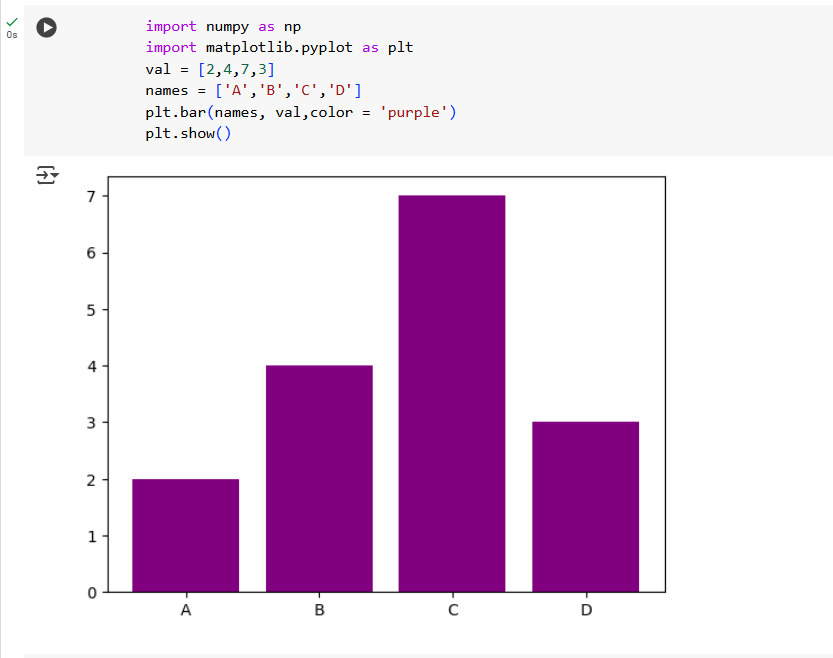 import numpy as np
0s
import matplotlib.pyplot as plt
val = [2,4,7,3]
names = ['A','B','C','D']
plt.bar(names, val,color = 'purple')
plt.show()
7
6
5
4
3
2
1
0
A B C D